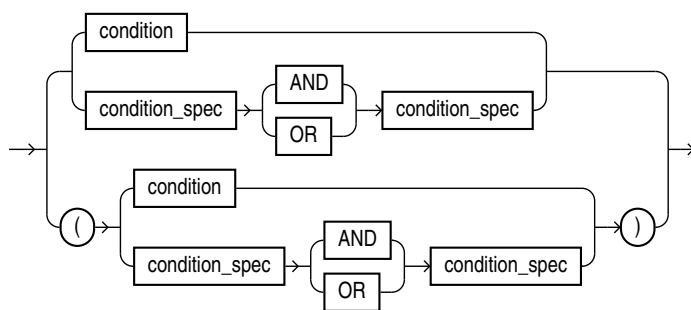 condition
AND
condition_spec condition_spec
OR
condition
( )
AND
condition_spec condition_spec
OR